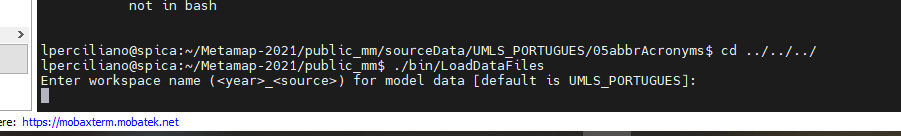 not in bash
lperciliano@spica:~/Metamap-2021/public_mm/sourceData/UMLS_PORTUGUES/05abbrAcronyms$ cd ../../../
lperciliano@spica:~/Metamap-2021/public_mm$ ./bin/LoadDataFiles
Enter workspace name (<year>_<source>) for model data [default is UMLS_PORTUGUES]:
ere: https://mobaxterm.mobatek.net